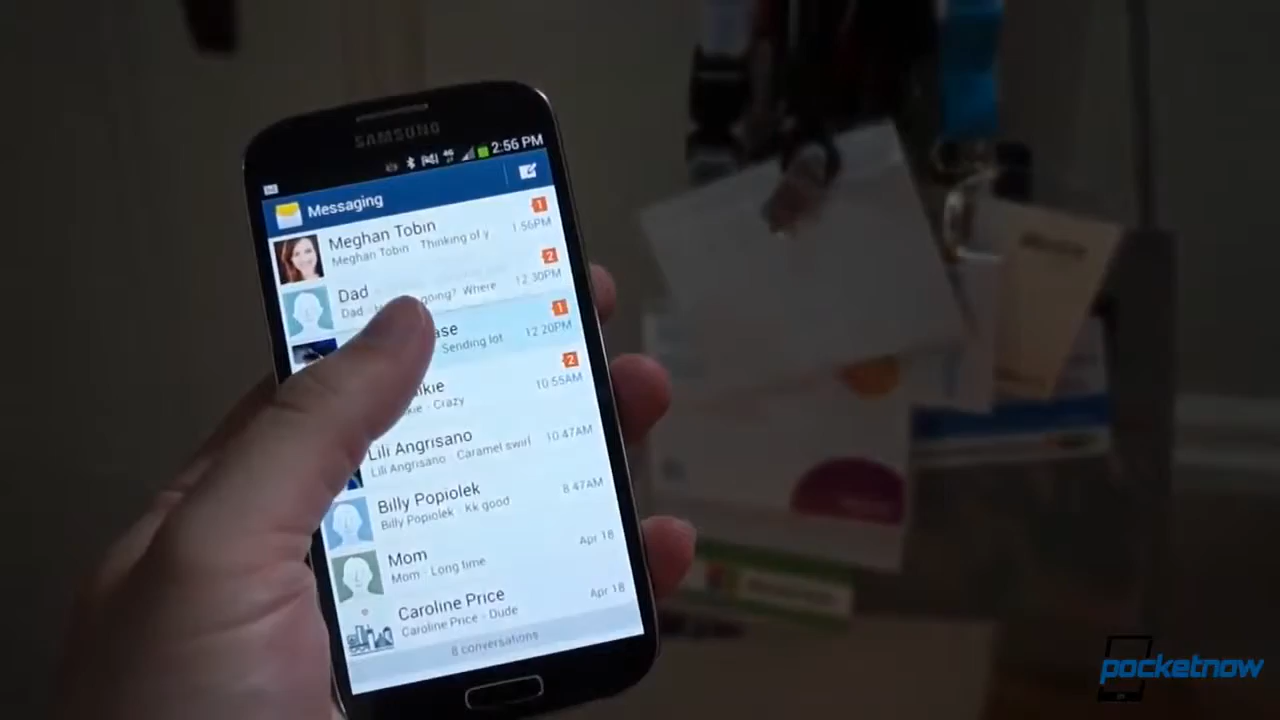 SAMSUNG
2:56 PM
Messaging
Meghan Tobin
1
Meghan Tobin - Thinking of y
1:56PM
Dad
2
Dad - going? Where
12:30PM
ase
1
Sending lot
12:20PM
lkie
2
kie - Crazy
10:55AM
Lili Angrisano
Lili Angrisano - Caramel swirl
10:47AM
Billy Popiolek
Billy Popiolek - Kk good
8:47AM
Mom
Mom - Long time
Apr 18
Caroline Price
Caroline Price - Dude
Apr 18
8 conversations
pocketnow